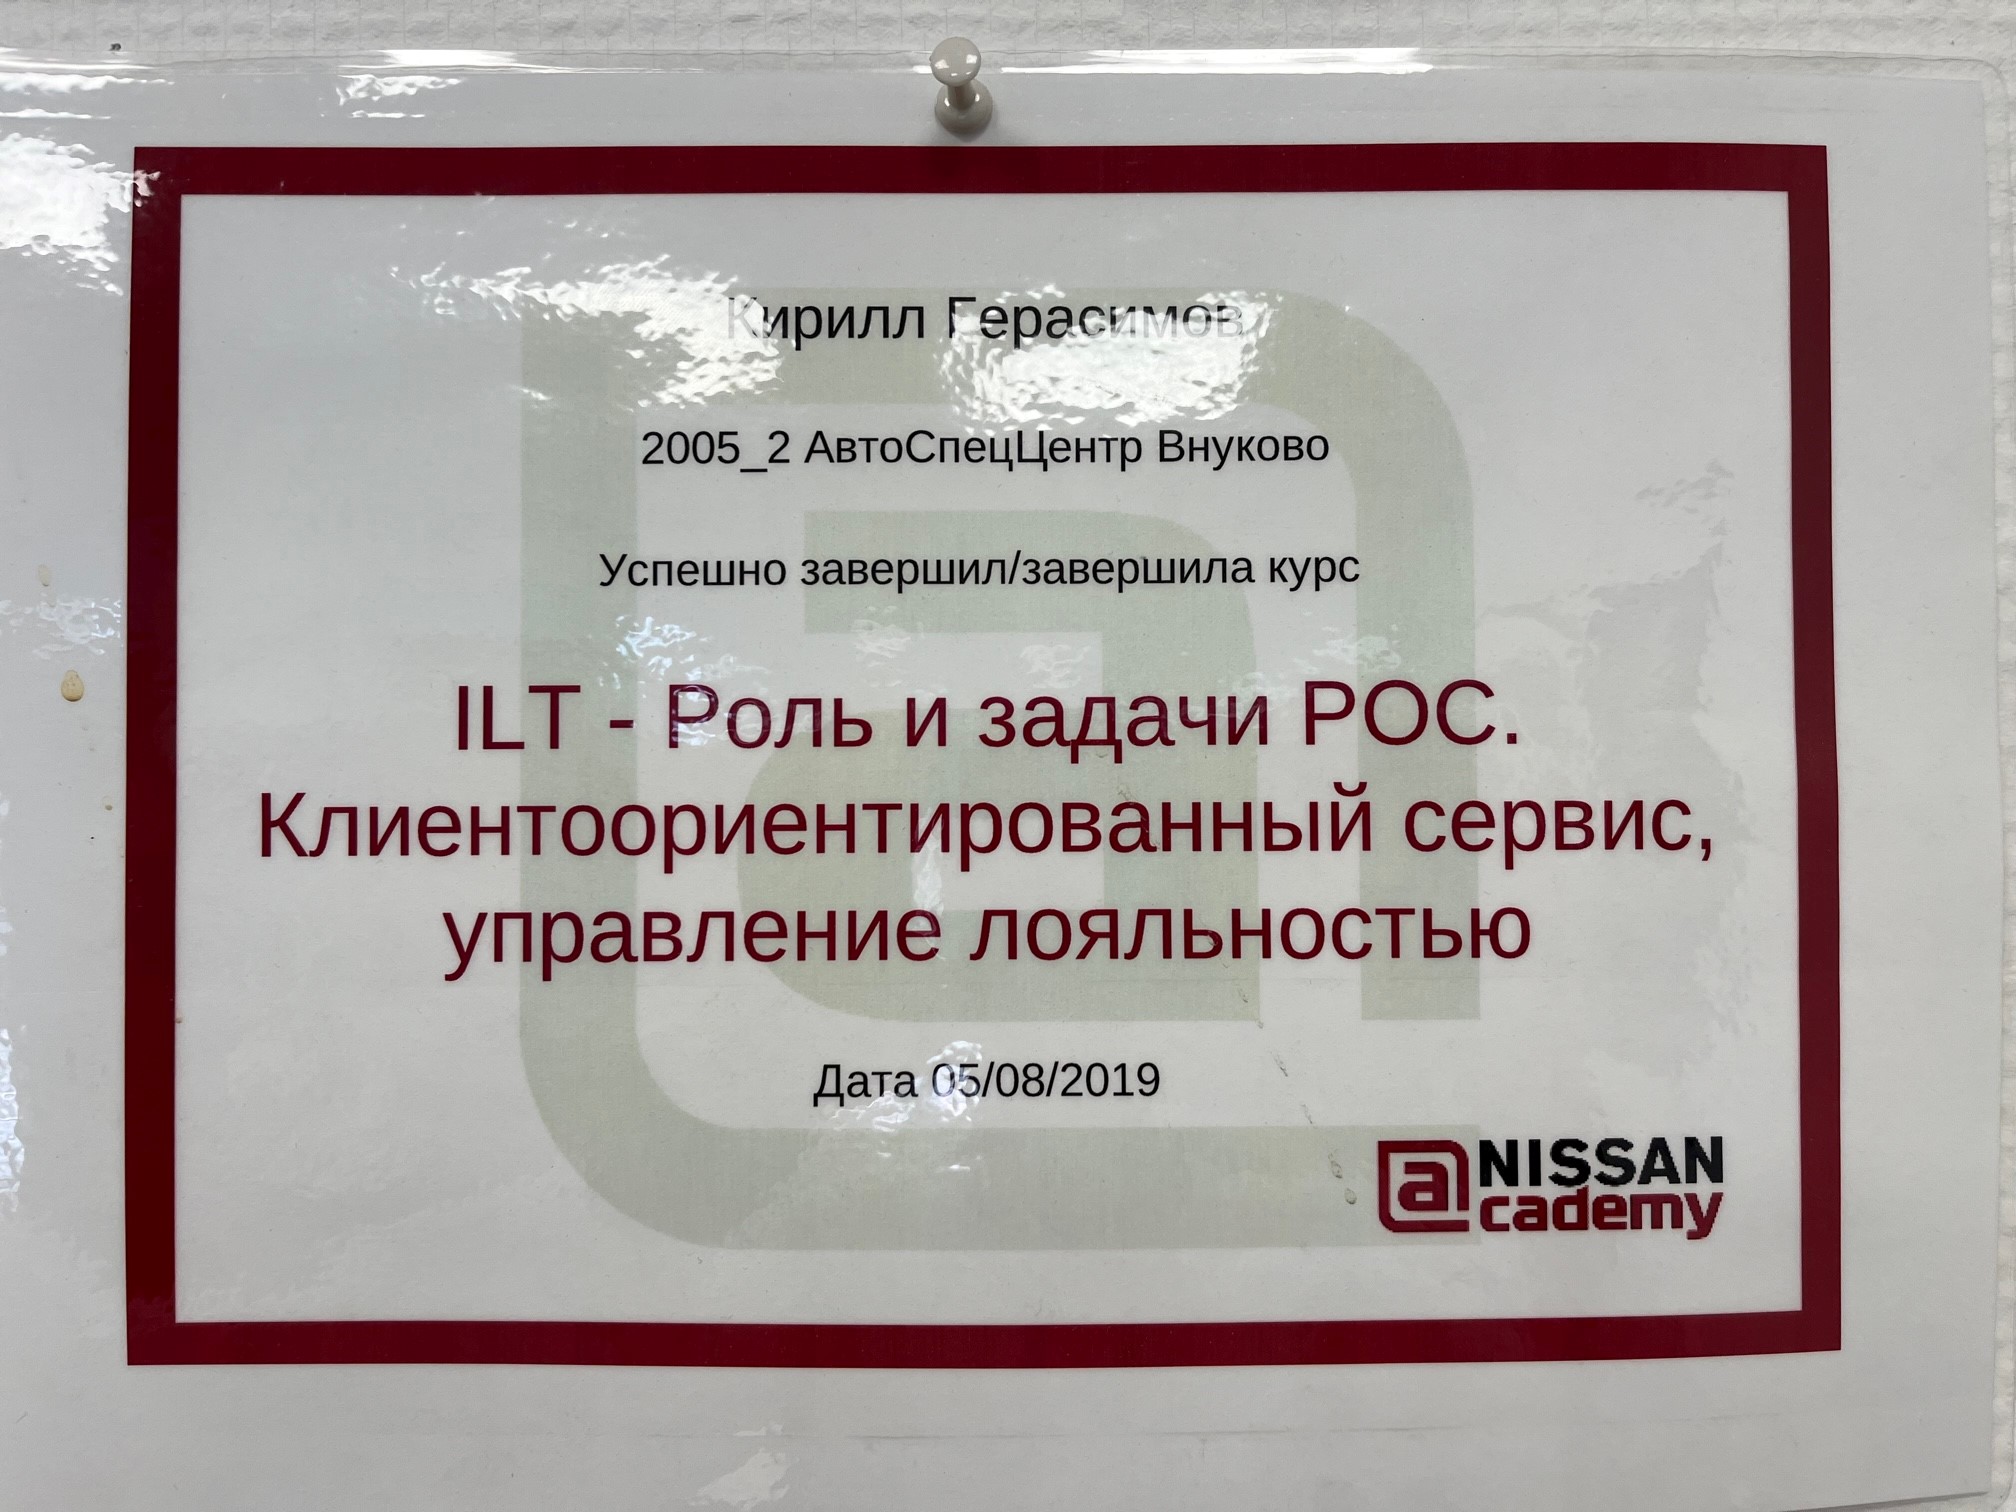 Кирилл Герасимов
2005_2 АвтоСпецЦентр Внуково
Успешно завершил/завершила курс
ILT - Роль и задачи РОС.
Клиентоориентированный сервис,
управление лояльностью
Дата 05/08/2019
a NISSAN
cademy